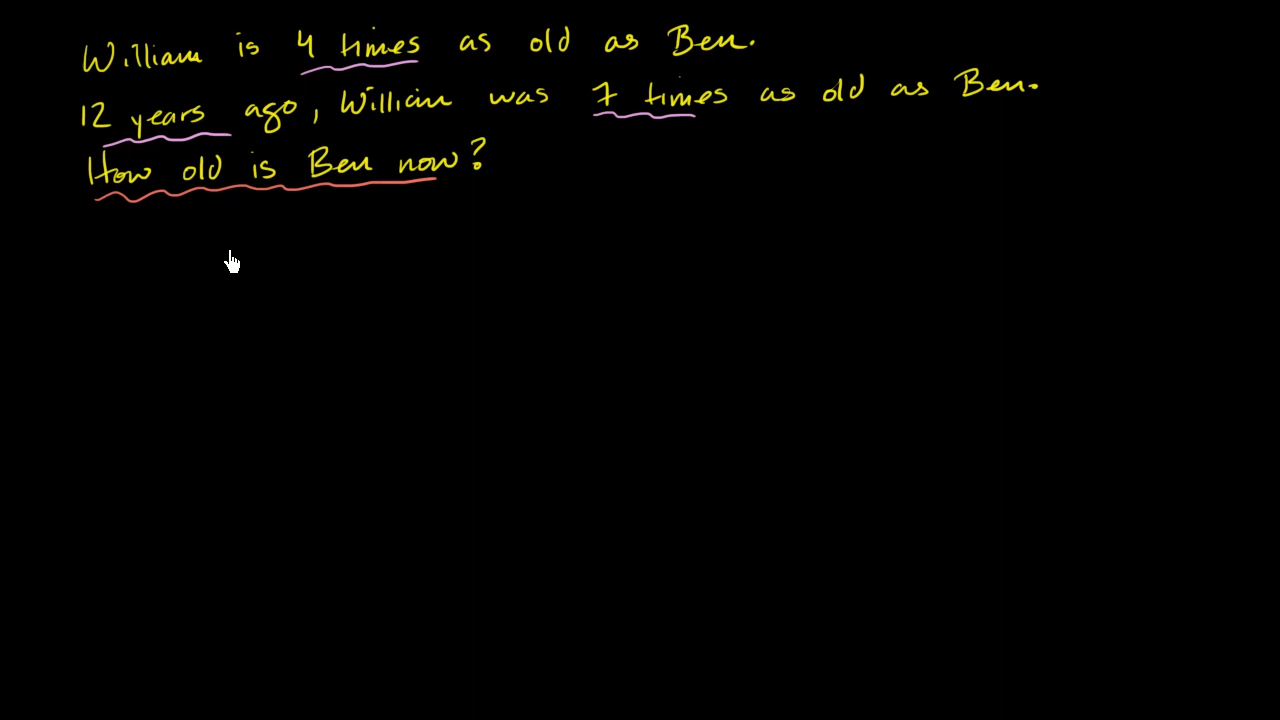 William is 4 times as old as Ben.
12 years ago, William was 7 times as old as Ben.
How old is Ben now?